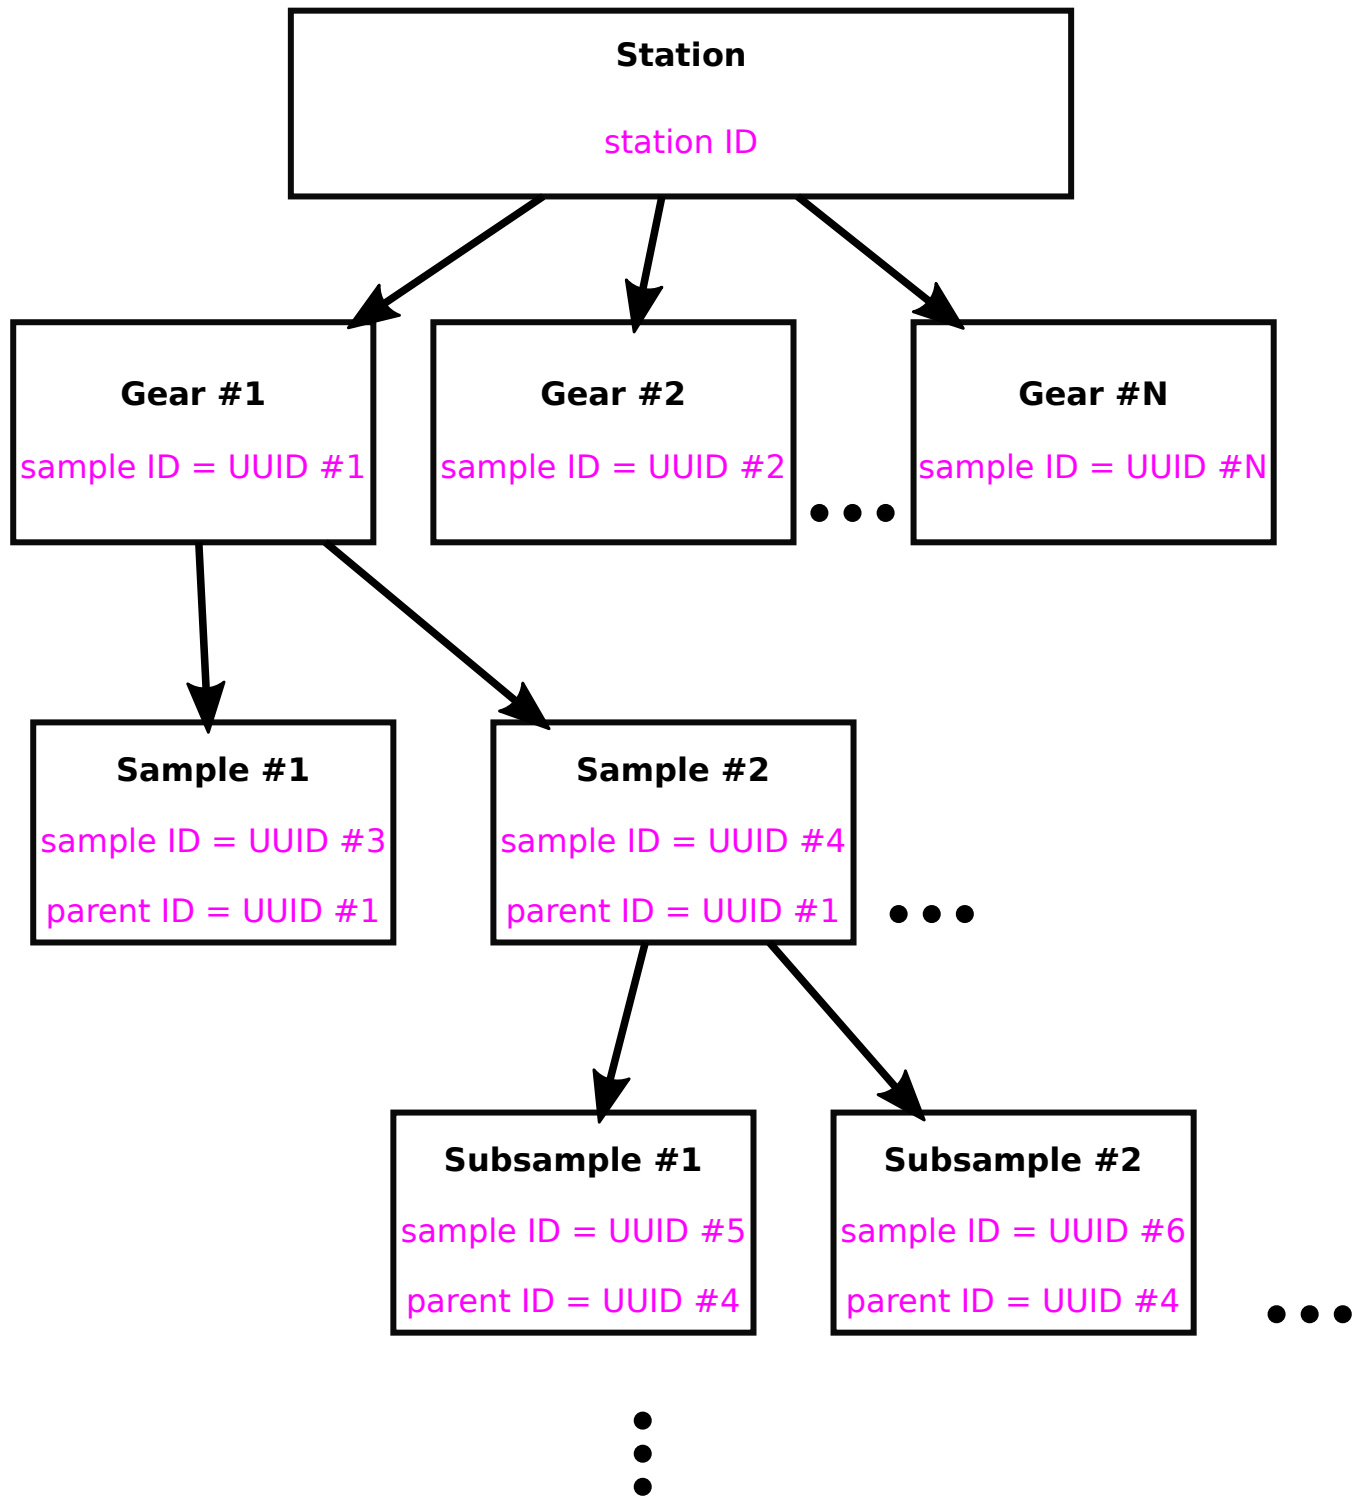 Station
station ID
Gear #1
sample ID = UUID #1
Gear #2
sample ID = UUID #2
Gear #N
sample ID = UUID #N
Sample #1
sample ID = UUID #3
parent ID = UUID #1
Sample #2
sample ID = UUID #4
parent ID = UUID #1
Subsample #1
sample ID = UUID #5
parent ID = UUID #4
Subsample #2
sample ID = UUID #6
parent ID = UUID #4